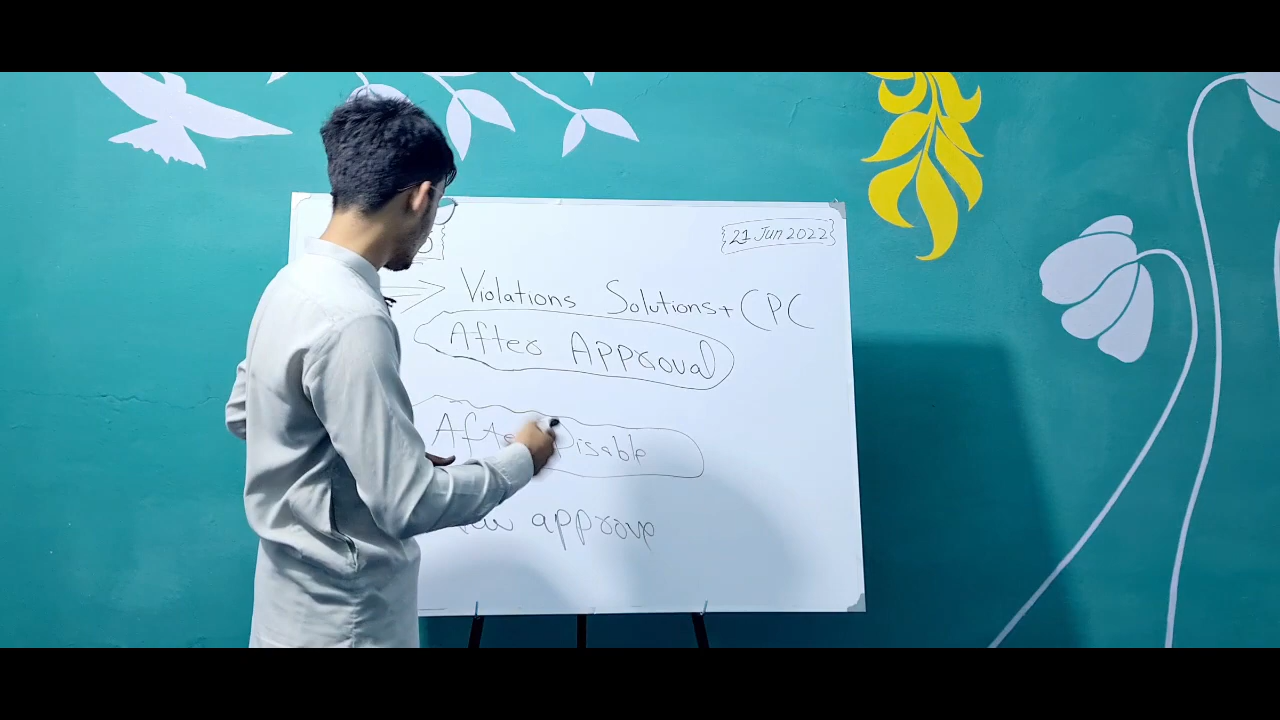 21 Jun 2022
Violations Solutions + CPC
After Approval
Disable
approve